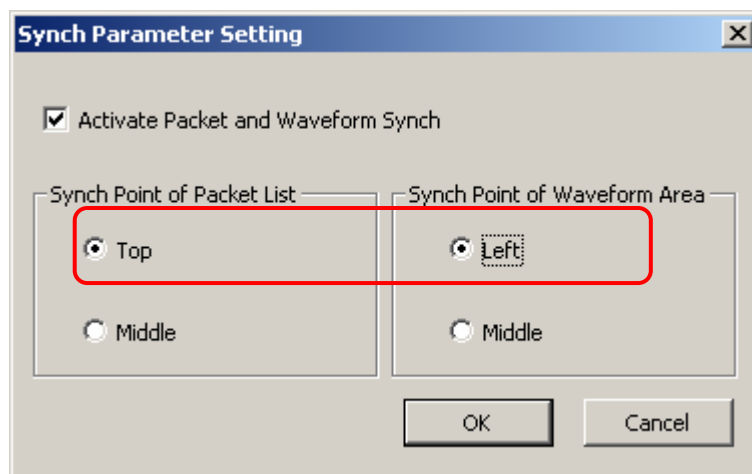 Synch Parameter Setting
Activate Packet and Waveform Synch
Synch Point of Packet List
Top
Middle
Synch Point of Waveform Area
Left
Middle
OK
Cancel